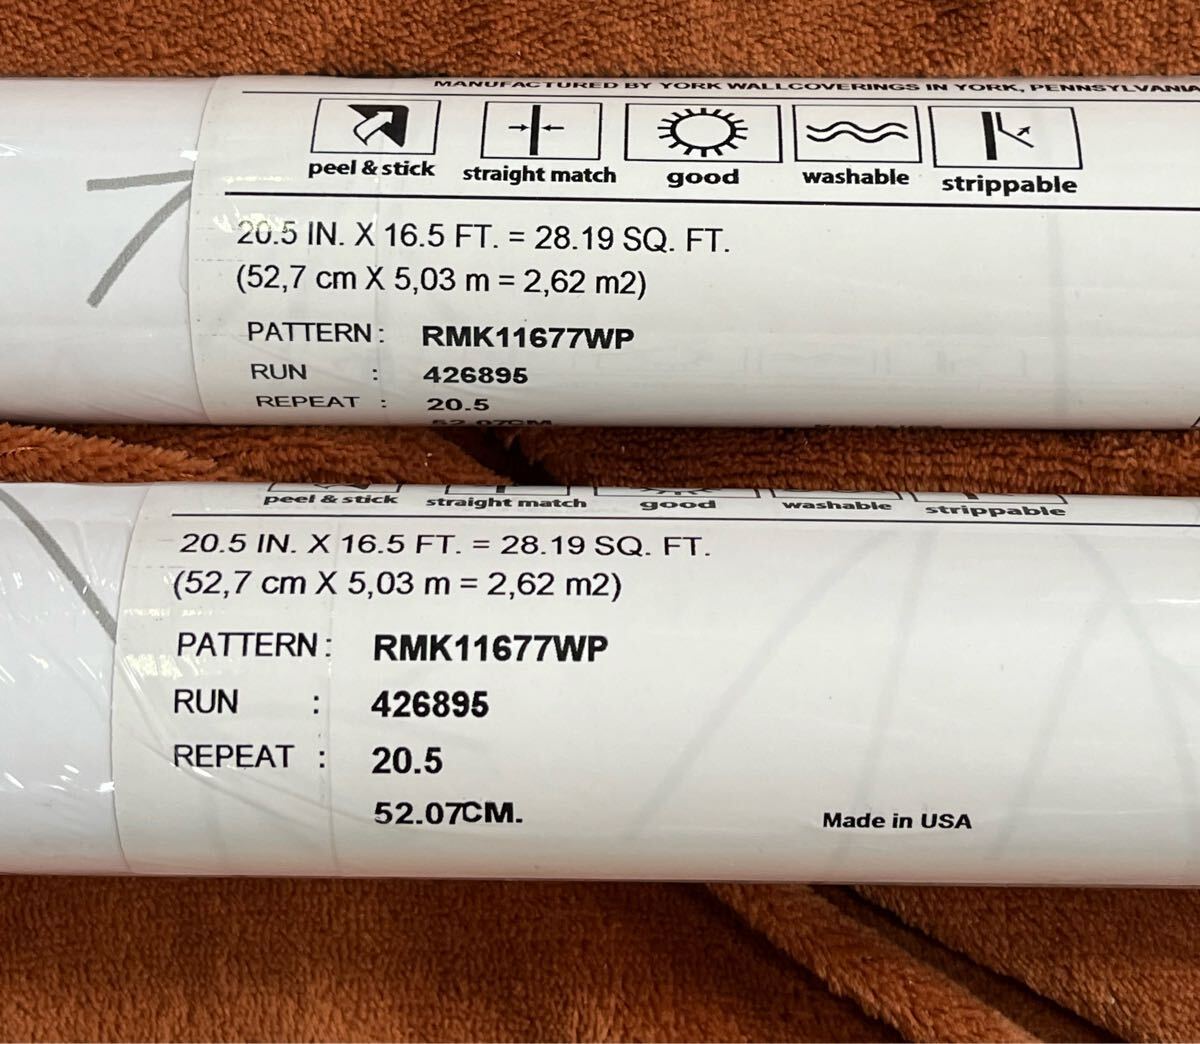 MANUFACTURED BY YORK WALLCOVERINGS IN YORK, PENNSYLVANIA
peel & stick straight match good washable strippable
20.5 IN. X 16.5 FT. = 28.19 SQ. FT.
(52,7 cm X 5,03 m = 2,62 m2)
PATTERN: RMK11677WP
RUN : 426895
REPEAT : 20.5
52.07CM
peel & stick straight match good washable strippable
20.5 IN. X 16.5 FT. = 28.19 SQ. FT.
(52,7 cm X 5,03 m = 2,62 m2)
PATTERN: RMK11677WP
RUN : 426895
REPEAT : 20.5
52.07CM. Made in USA